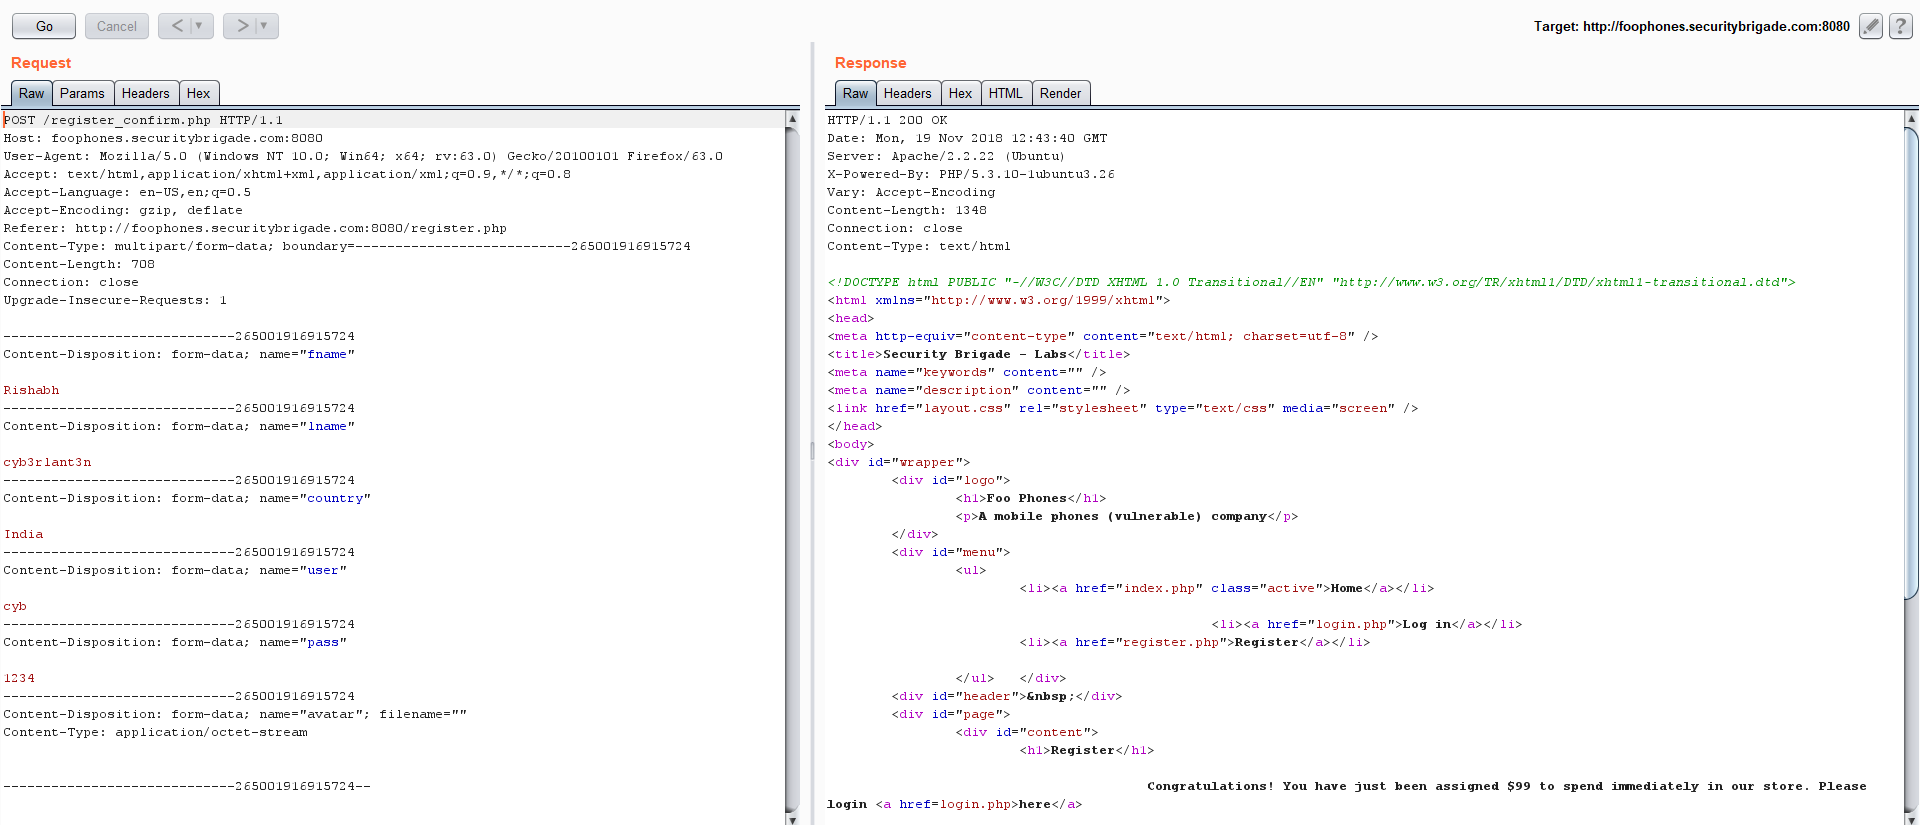 Go Cancel < ▼ > ▼ Target: http://foophones.securitybrigade.com:8080 ?
Request
Raw Params Headers Hex
POST /register_confirm.php HTTP/1.1
Host: foophones.securitybrigade.com:8080
User-Agent: Mozilla/5.0 (Windows NT 10.0; Win64; x64; rv:63.0) Gecko/20100101 Firefox/63.0
Accept: text/html,application/xhtml+xml,application/xml;q=0.9,*/*;q=0.8
Accept-Language: en-US,en;q=0.5
Accept-Encoding: gzip, deflate
Referer: http://foophones.securitybrigade.com:8080/register.php
Content-Type: multipart/form-data; boundary=---------------------------265001916915724
Content-Length: 708
Connection: close
Upgrade-Insecure-Requests: 1
-----------------------------265001916915724
Content-Disposition: form-data; name="fname"
Rishabh
-----------------------------265001916915724
Content-Disposition: form-data; name="lname"
cyb3rlant3n
-----------------------------265001916915724
Content-Disposition: form-data; name="country"
India
-----------------------------265001916915724
Content-Disposition: form-data; name="user"
cyb
-----------------------------265001916915724
Content-Disposition: form-data; name="pass"
1234
-----------------------------265001916915724
Content-Disposition: form-data; name="avatar"; filename=""
Content-Type: application/octet-stream
-----------------------------265001916915724--
Response
Raw Headers Hex HTML Render
HTTP/1.1 200 OK
Date: Mon, 19 Nov 2018 12:43:40 GMT
Server: Apache/2.2.22 (Ubuntu)
X-Powered-By: PHP/5.3.10-1ubuntu3.26
Vary: Accept-Encoding
Content-Length: 1348
Connection: close
Content-Type: text/html
<!DOCTYPE html PUBLIC "-//W3C//DTD XHTML 1.0 Transitional//EN" "http://www.w3.org/TR/xhtml1/DTD/xhtml1-transitional.dtd">
<html xmlns="http://www.w3.org/1999/xhtml">
<head>
<meta http-equiv="content-type" content="text/html; charset=utf-8" />
<title>Security Brigade - Labs</title>
<meta name="keywords" content="" />
<meta name="description" content="" />
<link href="layout.css" rel="stylesheet" type="text/css" media="screen" />
</head>
<body>
<div id="wrapper">
<div id="logo">
<h1>Foo Phones</h1>
<p>A mobile phones (vulnerable) company</p>
</div>
<div id="menu">
<ul>
<li><a href="index.php" class="active">Home</a></li>
<li><a href="login.php">Log in</a></li>
<li><a href="register.php">Register</a></li>
</ul> </div>
<div id="header">&nbsp;</div>
<div id="page">
<div id="content">
<h1>Register</h1>
Congratulations! You have just been assigned $99 to spend immediately in our store. Please
login <a href=login.php>here</a>